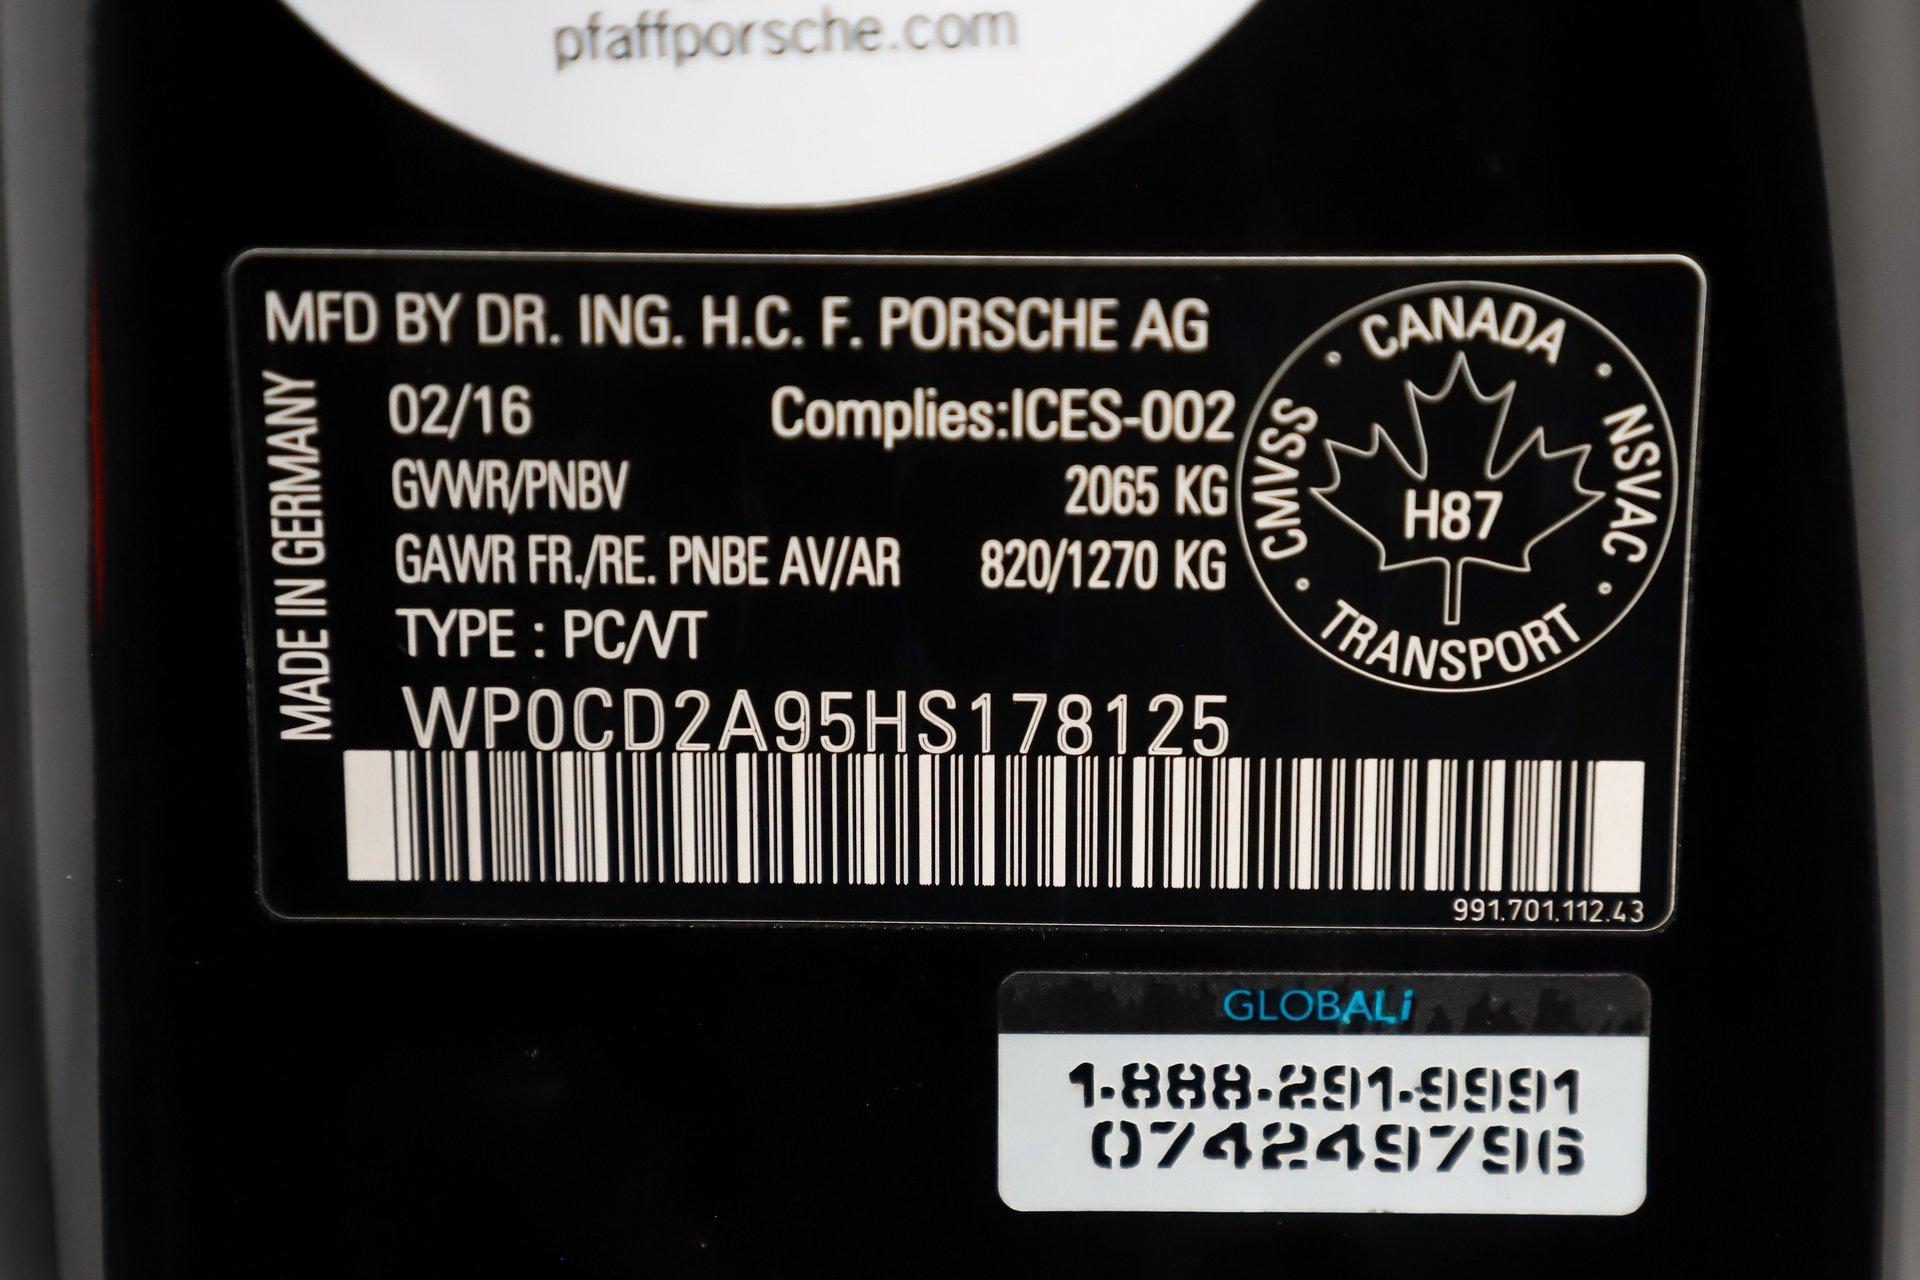 pfaffporsche.com
MFD BY DR. ING. H.C. F. PORSCHE AG
MADE IN GERMANY
02/16 Complies:ICES-002
GVWR/PNBV 2065 KG
GAWR FR./RE. PNBE AV/AR 820/1270 KG
TYPE : PC/VT
WP0CD2A95HS178125
CANADA
CMVSS
NSVAC
H87
TRANSPORT
991.701.112.43
GLOBALi
1-888-291-9991
074249796